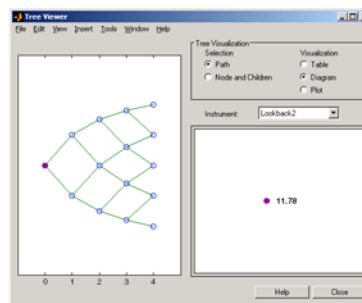 Tree Viewer
File Edit View Insert Tools Window Help
Tree Visualization
Selection
Path
Node and Children
Visualization
Table
Diagram
Plot
Instrument: Lookback2
11.78
0 1 2 3 4
Help Close